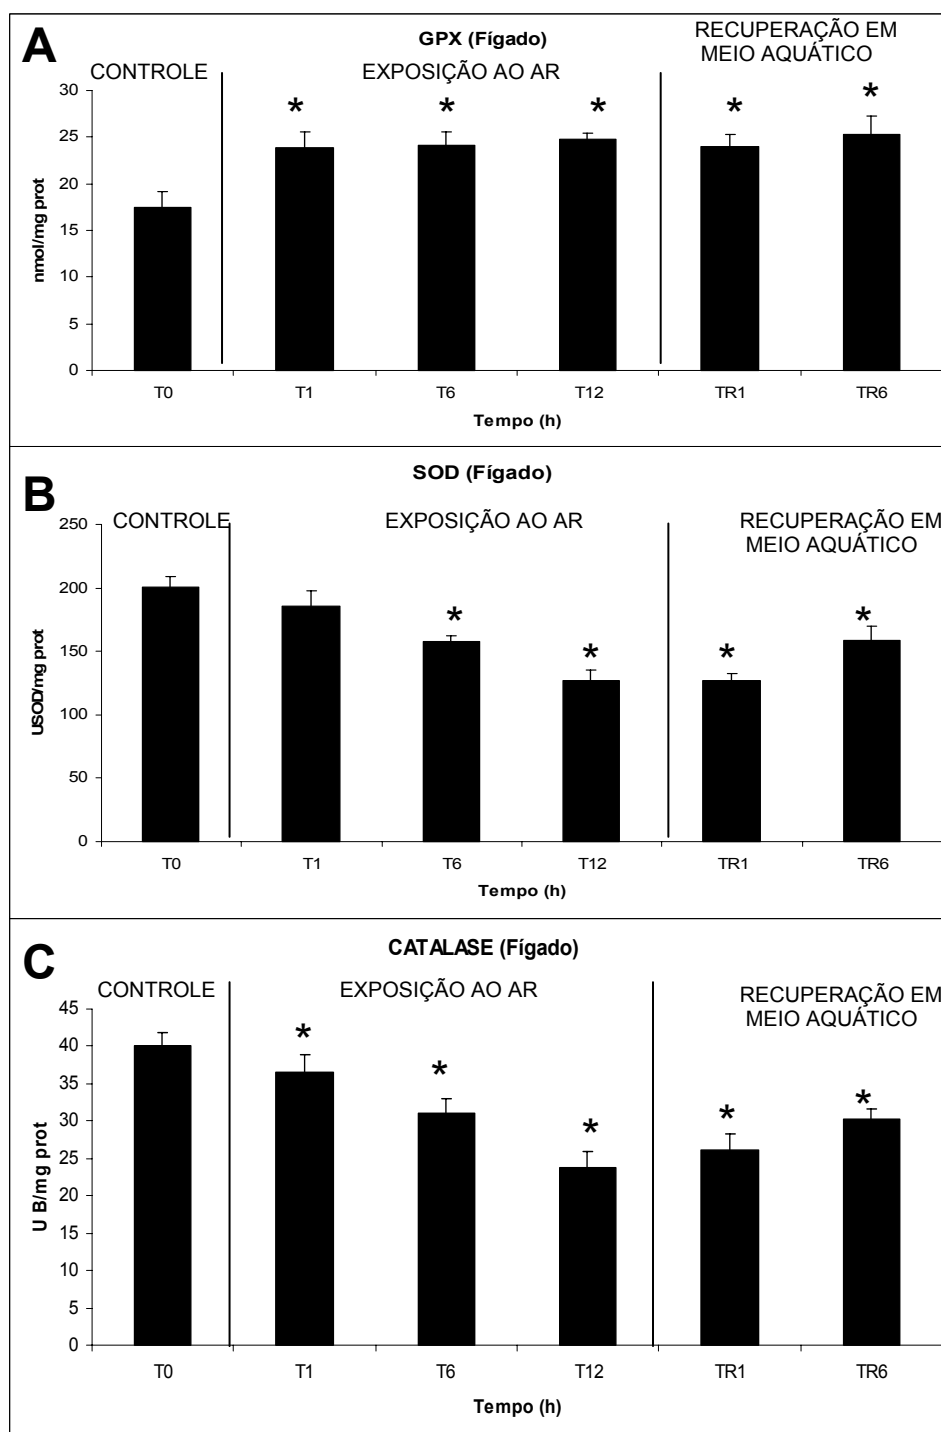 A
GPX (Fígado)
RECUPERAÇÃO EM
MEIO AQUÁTICO
CONTROLE
EXPOSIÇÃO AO AR
30
25
20
15
10
5
0
nmol/mg prot
* * * * *
T0 T1 T6 T12 TR1 TR6
Tempo (h)
B
SOD (Fígado)
CONTROLE
EXPOSIÇÃO AO AR
RECUPERAÇÃO EM
MEIO AQUÁTICO
250
200
150
100
50
0
USOD/mg prot
* * * *
T0 T1 T6 T12 TR1 TR6
Tempo (h)
C
CATALASE (Fígado)
CONTROLE
EXPOSIÇÃO AO AR
RECUPERAÇÃO EM
MEIO AQUÁTICO
45
40
35
30
25
20
15
10
5
0
U B/mg prot
* * * * *
T0 T1 T6 T12 TR1 TR6
Tempo (h)